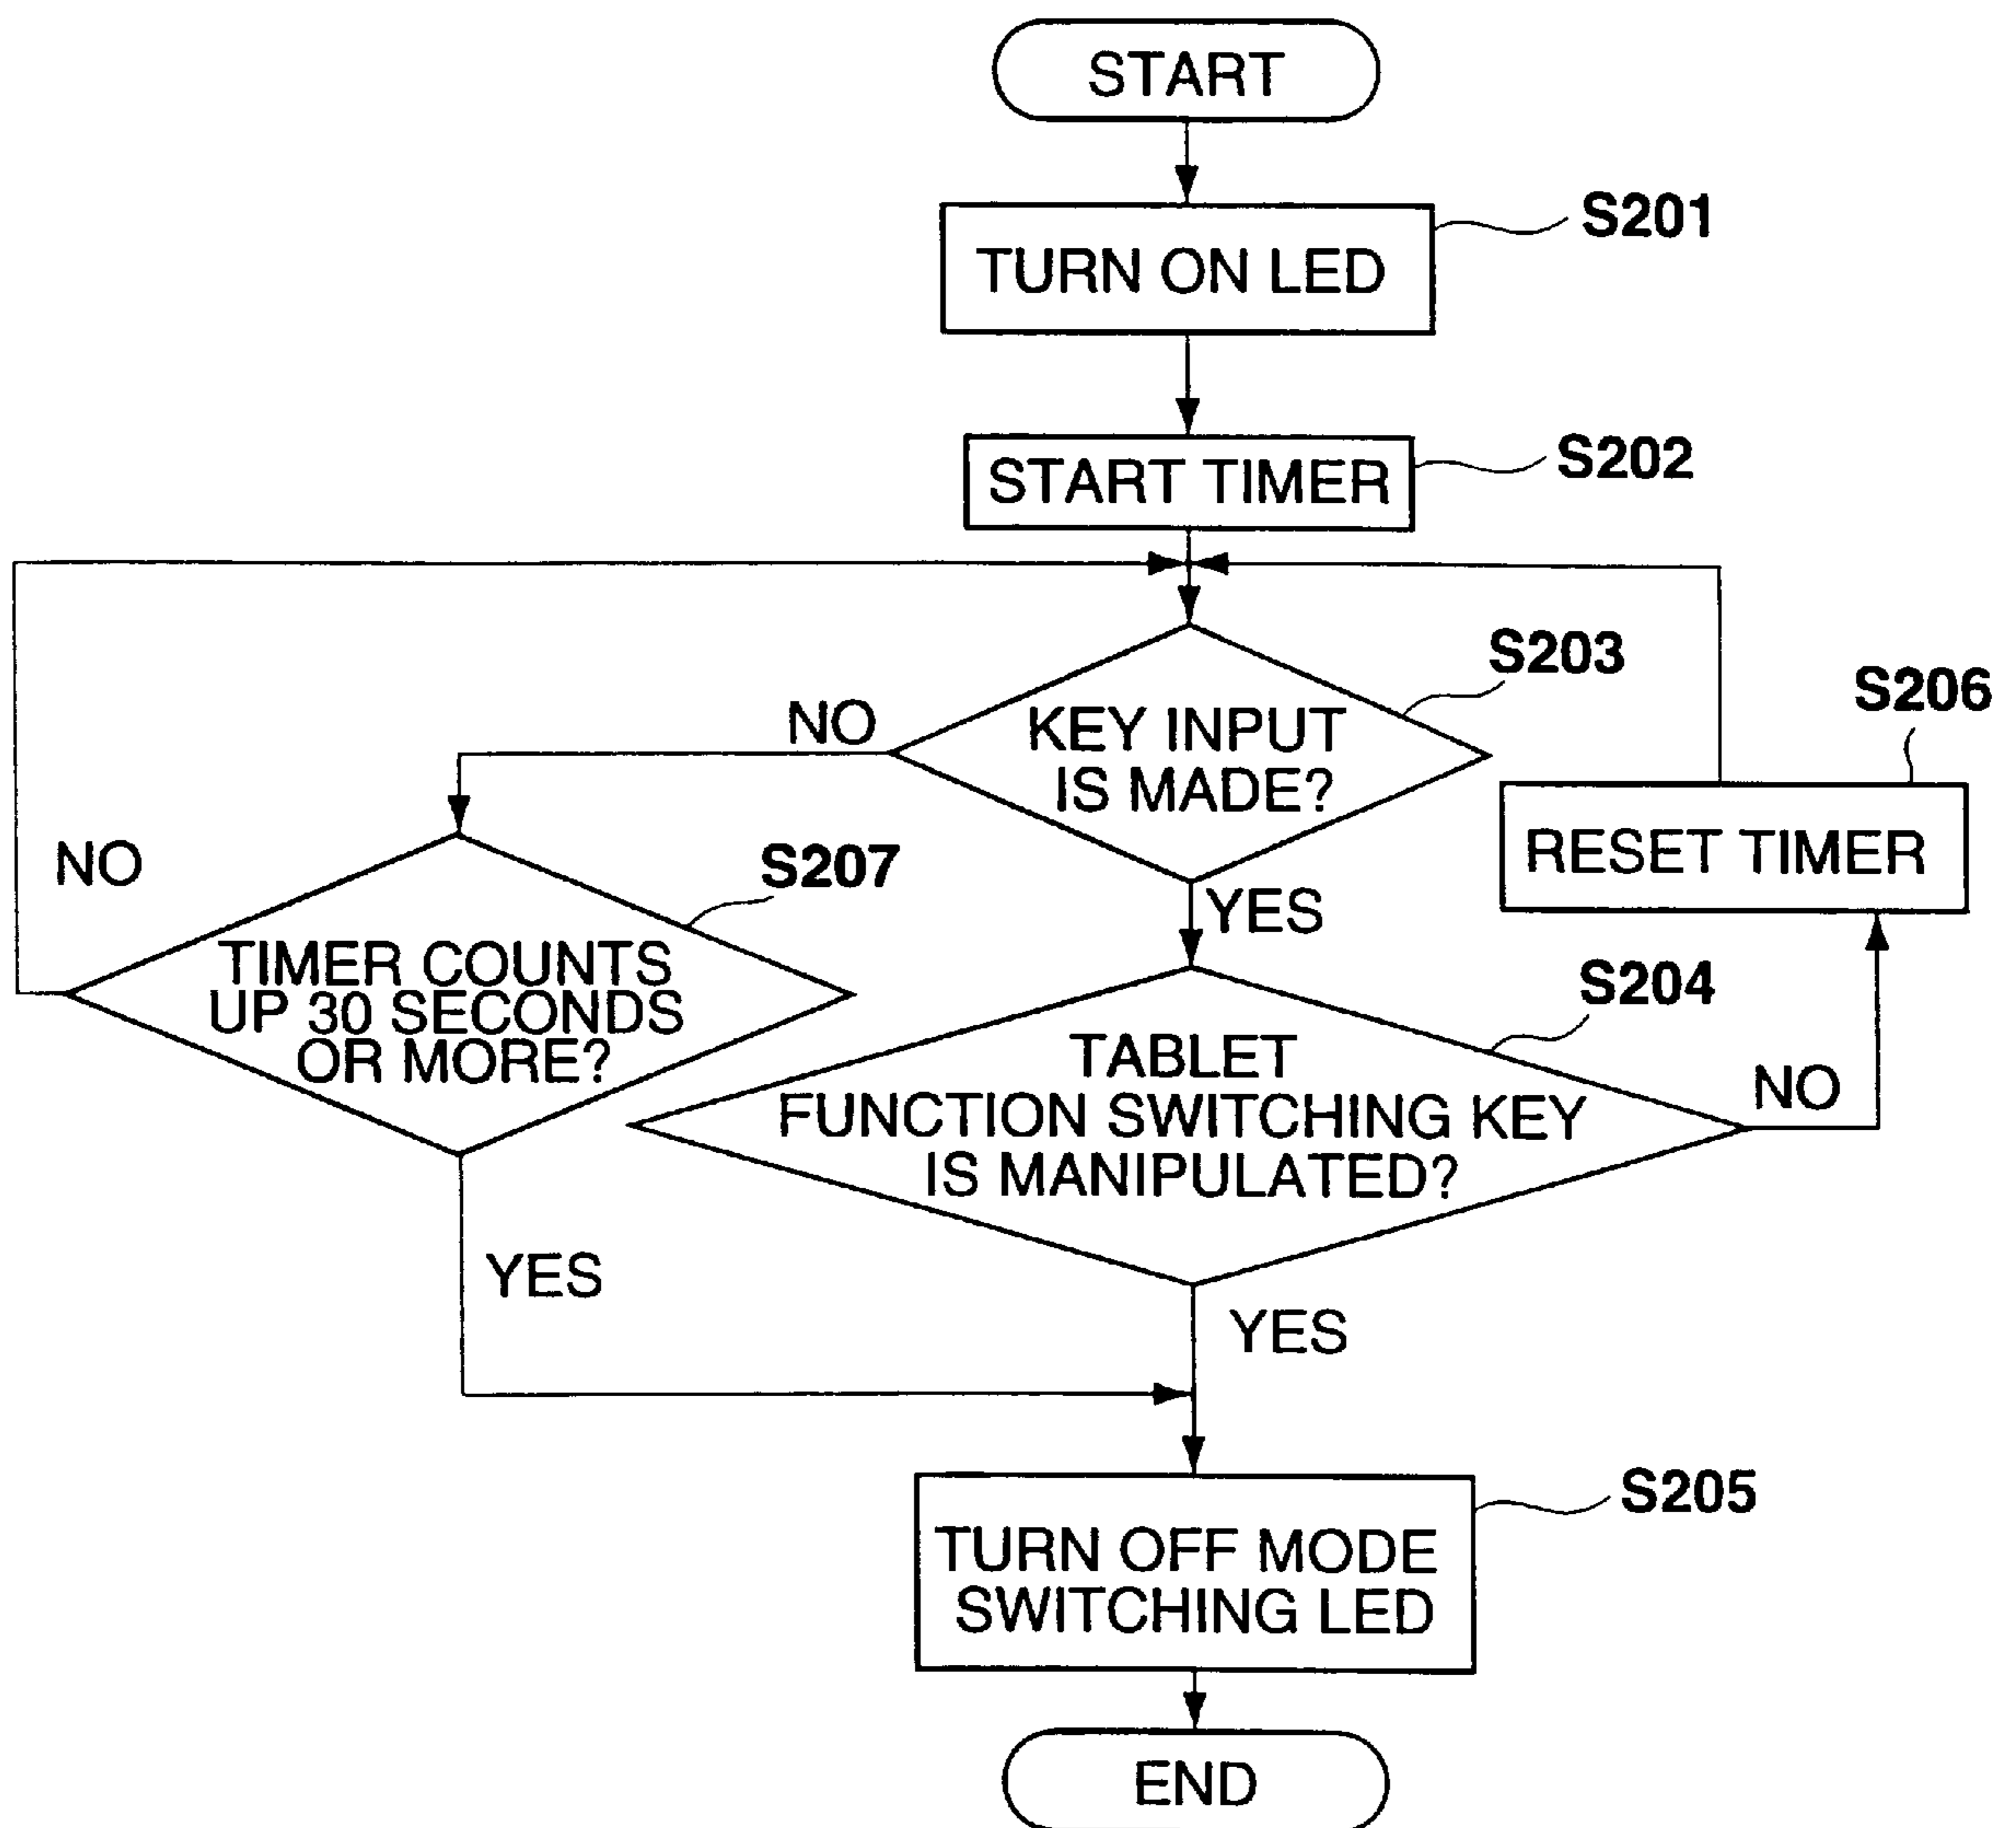 START
S201
TURN ON LED
S202
START TIMER
S203
KEY INPUT
IS MADE?
NO
YES
S206
RESET TIMER
NO
S207
TIMER COUNTS
UP 30 SECONDS
OR MORE?
YES
S204
TABLET
FUNCTION SWITCHING KEY
IS MANIPULATED?
NO
YES
S205
TURN OFF MODE
SWITCHING LED
END